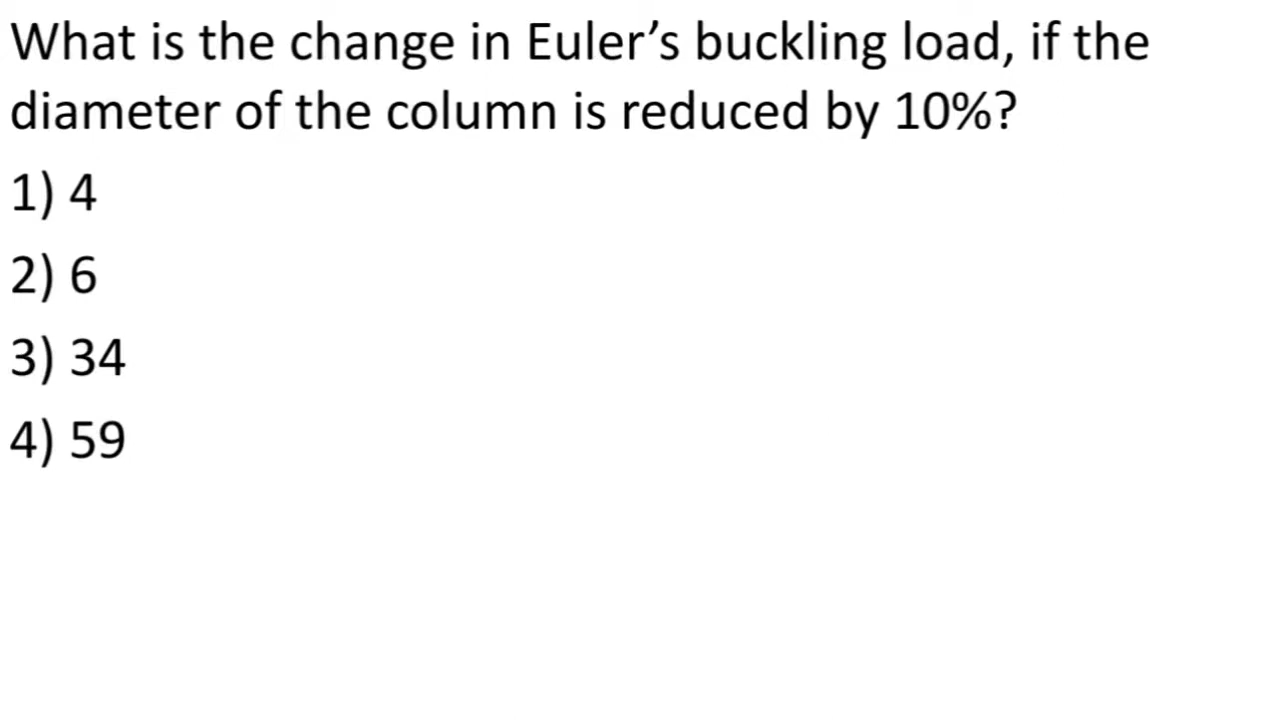 What is the change in Euler’s buckling load, if the
diameter of the column is reduced by 10%?
1) 4
2) 6
3) 34
4) 59